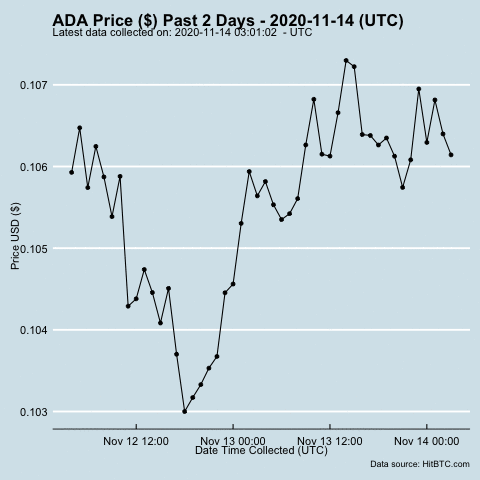 ADA Price ($) Past 2 Days - 2020-11-14 (UTC)
Latest data collected on: 2020-11-14 03:01:02  - UTC
Price USD ($)
0.107
0.106
0.105
0.104
0.103
Nov 12 12:00 Nov 13 00:00 Nov 13 12:00 Nov 14 00:00
Date Time Collected (UTC)
Data source: HitBTC.com